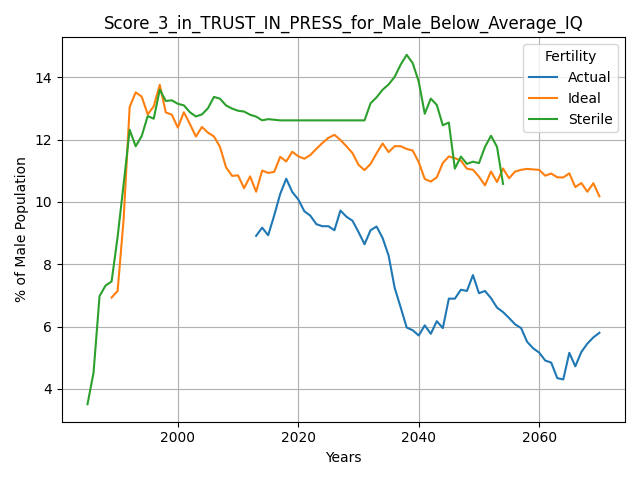 Score_3_in_TRUST_IN_PRESS_for_Male_Below_Average_IQ
Fertility
Actual
Ideal
Sterile
% of Male Population
14
12
10
8
6
4
2000 2020 2040 2060
Years